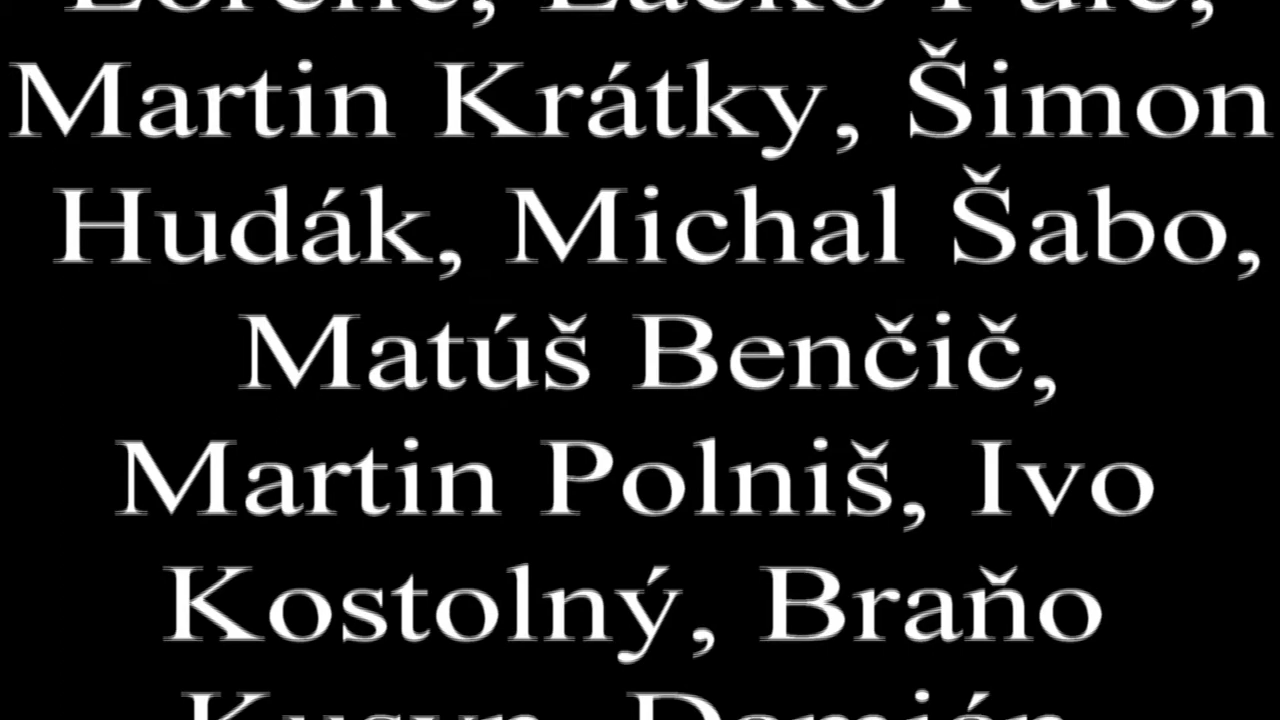 Martin Krátky, Šimon
Hudák, Michal Šabo,
Matúš Benčič,
Martin Polniš, Ivo
Kostolný, Braňo